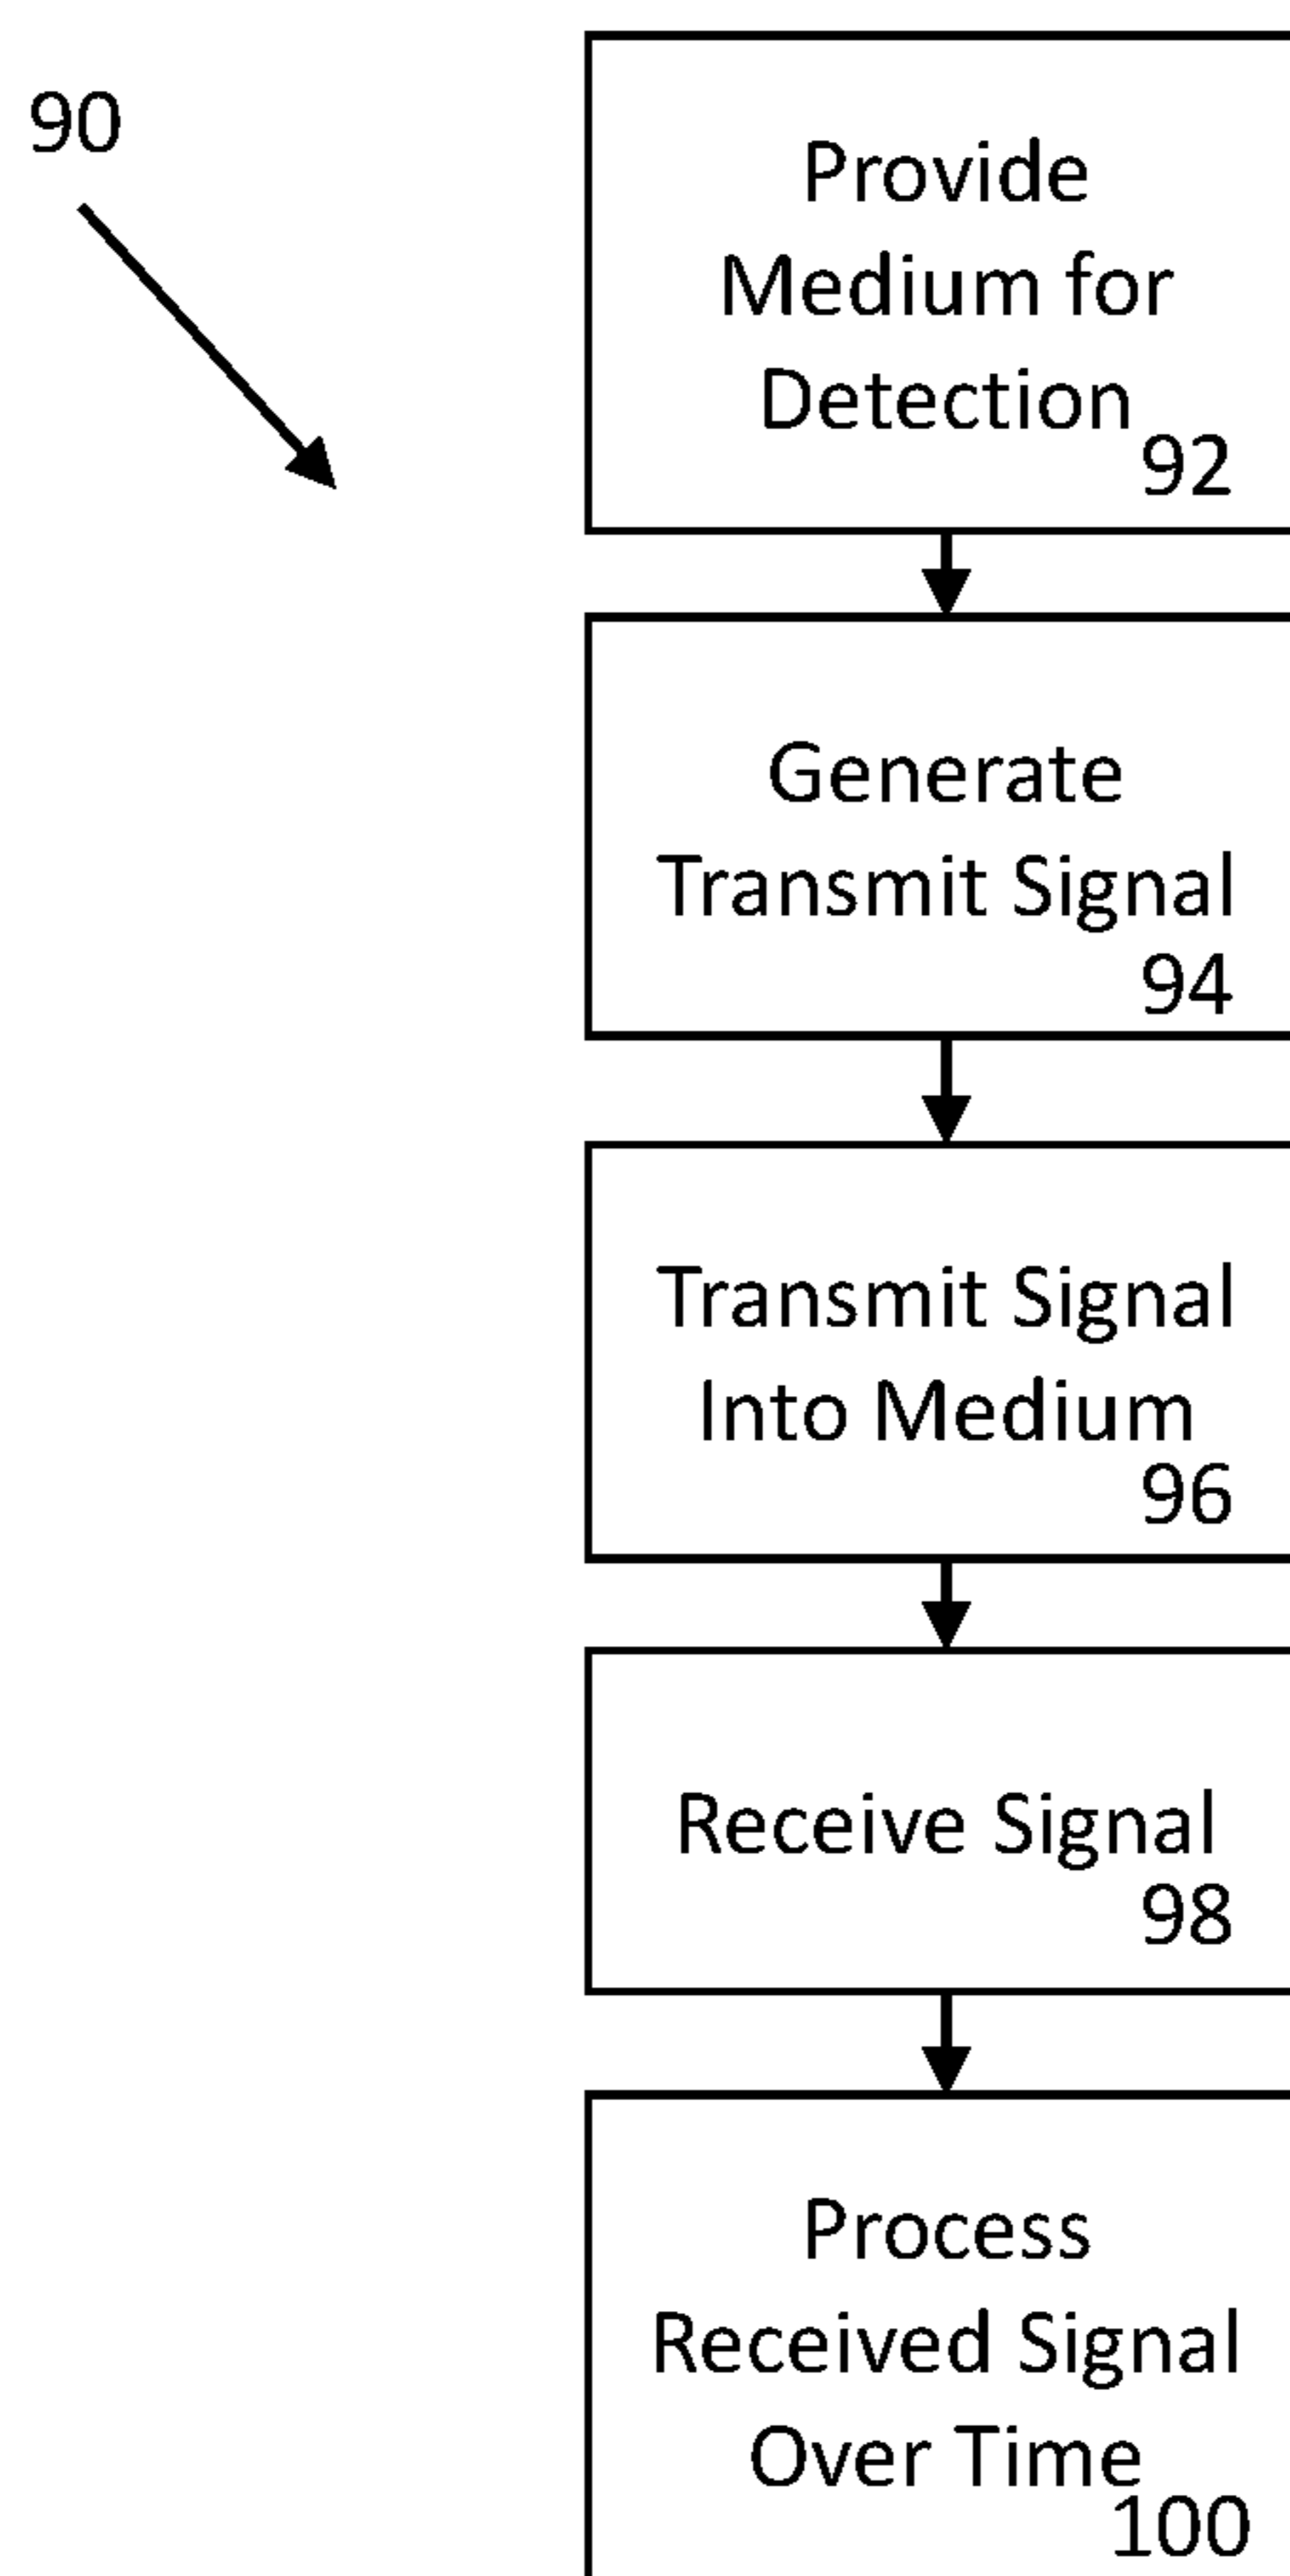 90
Provide
Medium for
Detection
92
Generate
Transmit Signal
94
Transmit Signal
Into Medium
96
Receive Signal
98
Process
Received Signal
Over Time
100